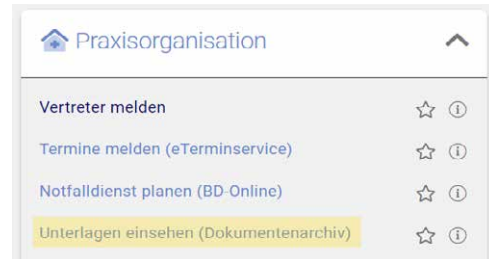 Praxisorganisation
Vertreter melden
Termine melden (eTerminservice)
Notfalldienst planen (BD-Online)
Unterlagen einsehen (Dokumentenarchiv)